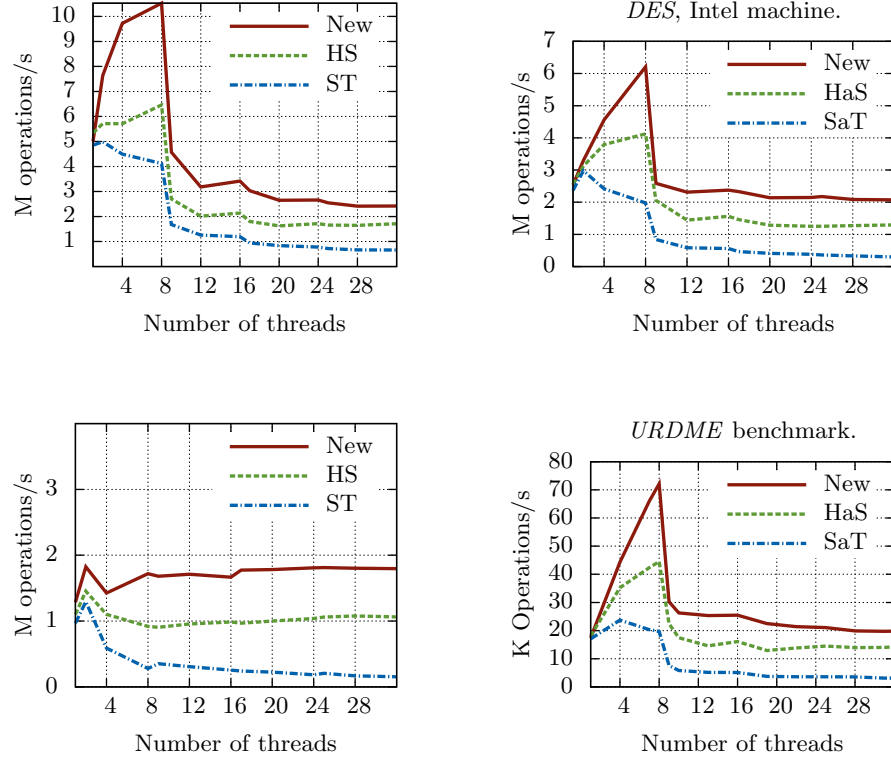 10
9
8
7
6
5
4
3
2
1
M operations/s
New
HS
ST
4 8 12 16 20 24 28
Number of threads
DES, Intel machine.
7
6
5
4
3
2
1
0
M operations/s
New
HaS
SaT
4 8 12 16 20 24 28
Number of threads
3
2
1
0
M operations/s
New
HS
ST
4 8 12 16 20 24 28
Number of threads
URDME benchmark.
80
70
60
50
40
30
20
10
0
K Operations/s
New
HaS
SaT
4 8 12 16 20 24 28
Number of threads